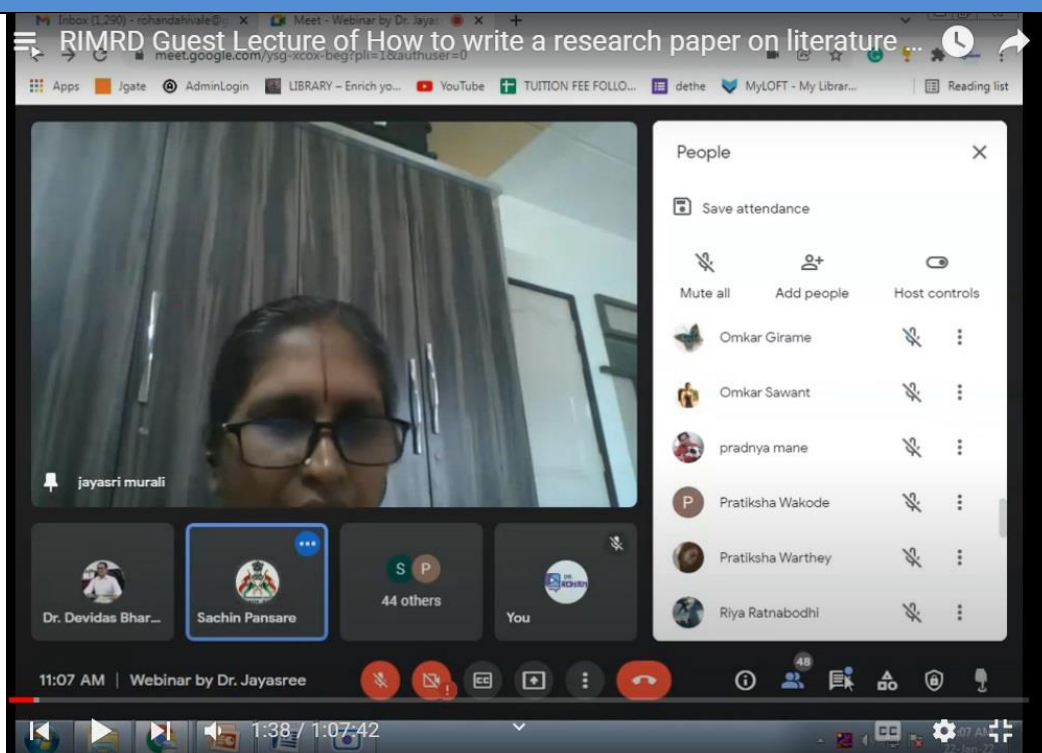 Inbox (1,290) - rohandahivale@g
Meet - Webinar by Dr. Jayas
RIMRD Guest Lecture of How to write a research paper on literature ...
meet.google.com/ysg-xcox-beg?pli=1&authuser=0
Apps Jgate AdminLogin LIBRARY – Enrich yo... YouTube TUITION FEE FOLLO... dethe MyLOFT - My Librar... Reading list
People
Save attendance
Mute all Add people Host controls
Omkar Girame
Omkar Sawant
pradnya mane
P Pratiksha Wakode
Pratiksha Warthey
Riya Ratnabodhi
jayasri murali
Dr. Devidas Bhar...
Sachin Pansare
S P
44 others
DR. ROHAN
You
11:07 AM | Webinar by Dr. Jayasree
CC
48
1:38 / 1:07:42
CC